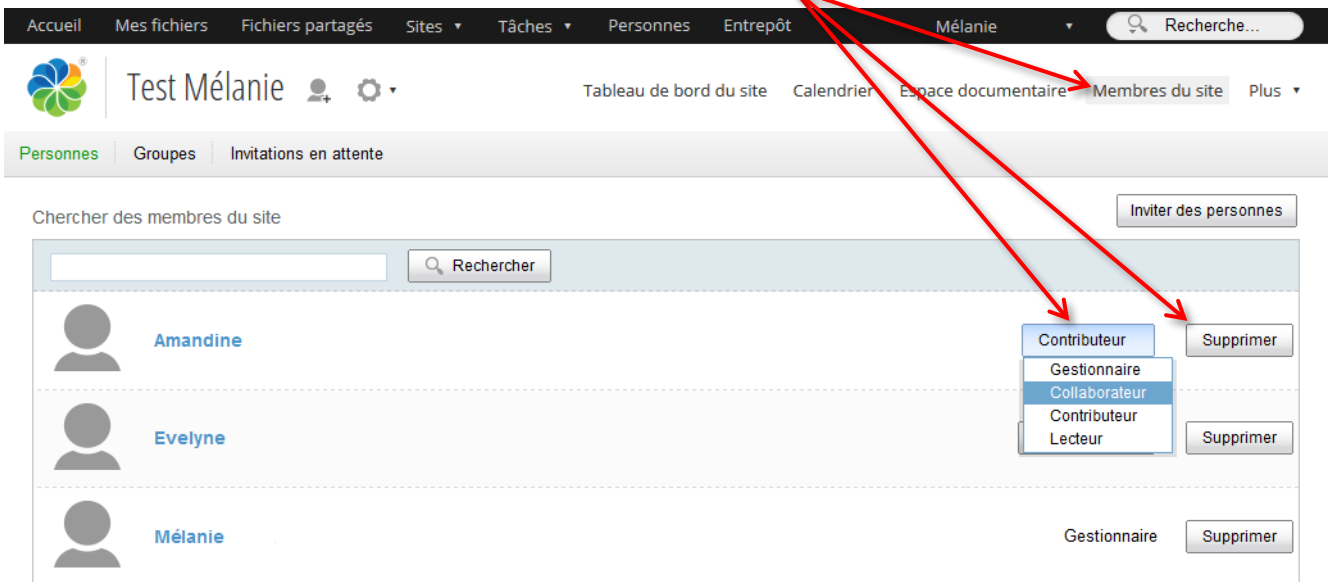 Accueil Mes fichiers Fichiers partagés Sites Tâches Personnes Entrepôt Mélanie Recherche...
Test Mélanie Tableau de bord du site Calendrier Espace documentaire Membres du site Plus
Personnes Groupes Invitations en attente
Chercher des membres du site Inviter des personnes
Rechercher
Amandine Contributeur Supprimer
Gestionnaire
Collaborateur
Contributeur
Lecteur
Evelyne Supprimer
Mélanie Gestionnaire Supprimer